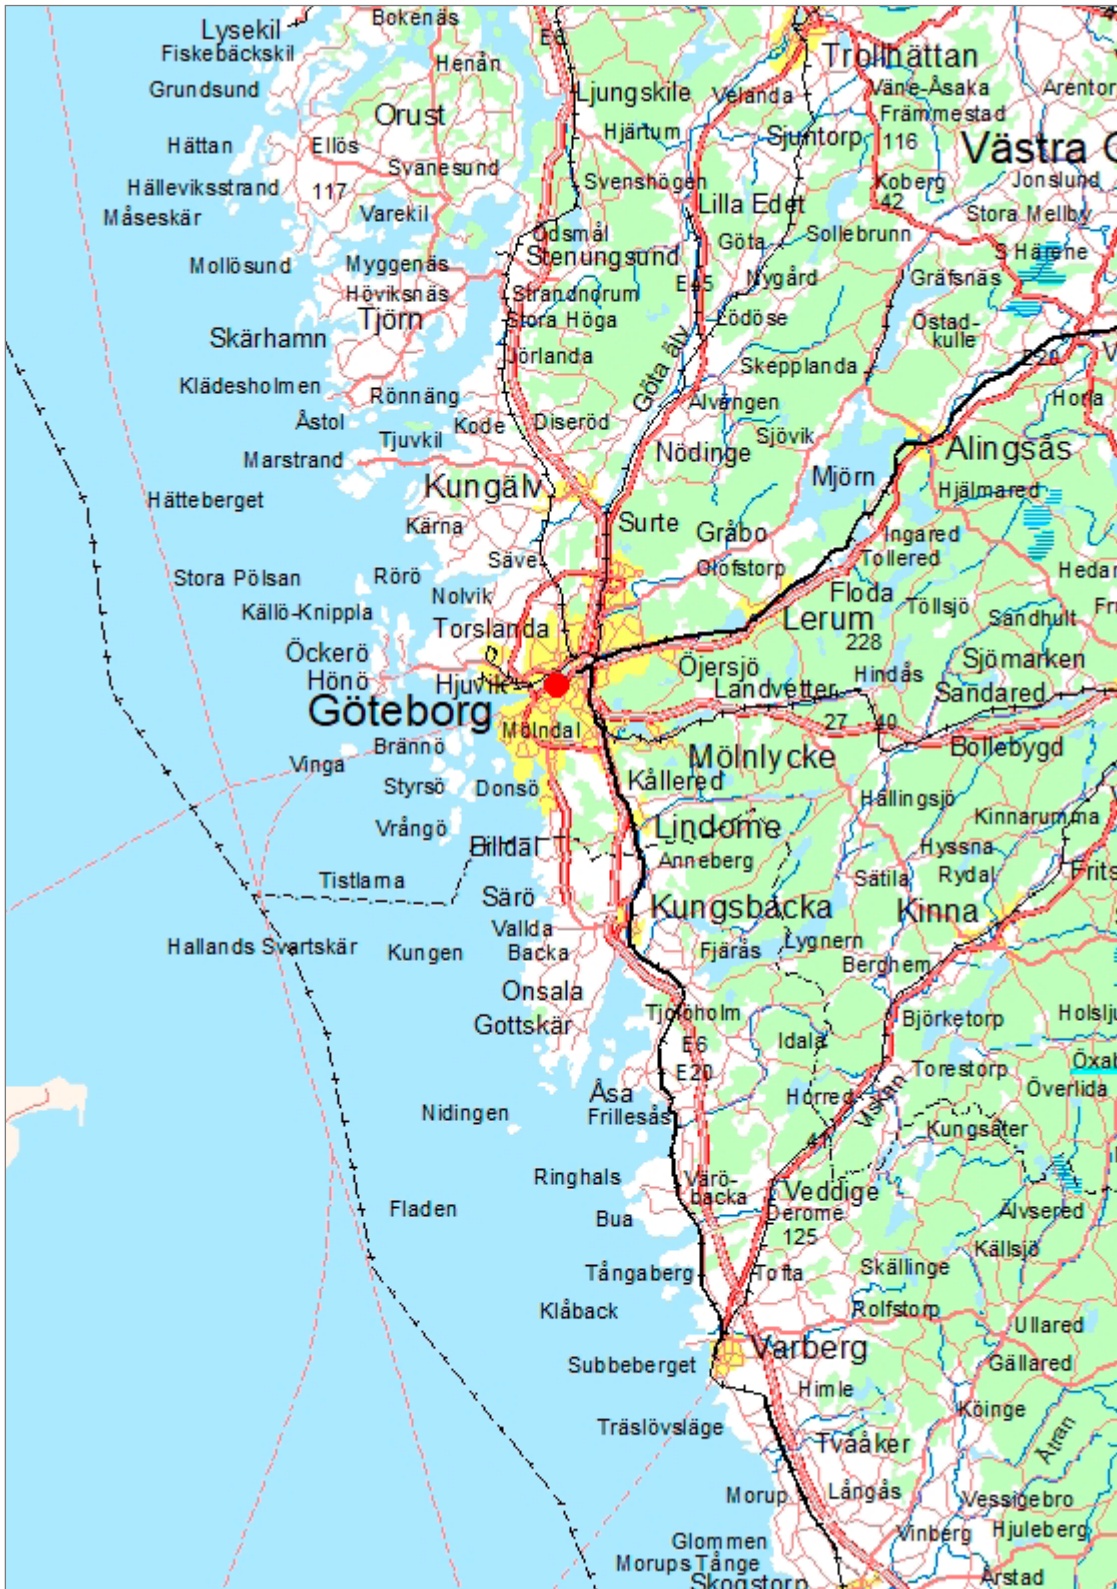 Bokenäs
Lysekil
Fiskebäckskil
E6
Trollhättan
Henån
Grundsund
Ljungskile
Velanda
Väne-Åsaka
Orust
Främmestad
Hjärtum
Sjuntorp
116
Västra
Hättan
Ellös
Svanesund
Hälleviksstrand
117
Svenshögen
Koberg
Jonslund
42
Lilla Edet
Måseskär
Varekil
Stora Mellby
Ödsmål
Göta
Sollebrunn
S Härene
Stenungsund
Mollösund
Myggenäs
Nygård
Gräfsnäs
E45
Höviksnäs
Strandnorum
Tjörn
Stora Höga
Lödöse
Östad-
kulle
Skärhamn
Göta älv
Jörlanda
Skepplanda
E20
Klädesholmen
Rönnäng
Älvängen
Horla
Åstol
Kode
Diseröd
Sjövik
Tjuvkil
Nödinge
Alingsås
Marstrand
Mjörn
Kungälv
Hjälmared
Hätteberget
Kärna
Surte
Gråbo
Ingared
Säve
Olofstorp
Tollered
Stora Pölsan
Rörö
Nolvik
Floda
Töllsjö
Källö-Knippla
Torslanda
Lerum
Sandhult
228
Öckerö
Öjersjö
Sjömarken
Hönö
Hjuvik
Landvetter
Hindås
Sandared
Göteborg
Mölndal
27
40
Bollebygd
Brännö
Mölnlycke
Vinga
Styrsö
Donsö
Kållered
Hällingsjö
Kinnarumma
Vrångö
Lindome
Billdal
Hyssna
Anneberg
Tistlarna
Sätila
Rydal
Särö
Kungsbacka
Kinna
Vallda
Hallands Svartskär
Kungen
Backa
Fjärås
Lygnern
Berghem
Onsala
Gottskär
Tjolöholm
Björketorp
Idala
E6
E20
Torestorp
Åsa
Horred
Överlida
Nidingen
Frillesås
Viskan
Kungsäter
41
Ringhals
Värö-
backa
Veddige
Fladen
Bua
Derome
Älvsered
125
Källsjö
Tångaberg
Tofta
Skällinge
Klåback
Rolfstorp
Ullared
Varberg
Subbeberget
Gällared
Himle
Köinge
Träslövsläge
Tvååker
Ätran
Morup
Långås
Vessigebro
Glommen
Vinberg
Hjuleberg
Morups Tånge
Skogstorp
Årstad